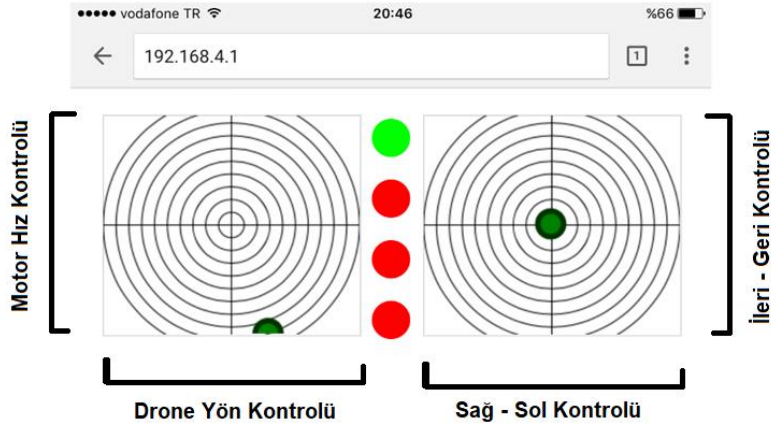 vodafone TR 20:46 %66
192.168.4.1 1
Motor Hız Kontrolü
İleri - Geri Kontrolü
Drone Yön Kontrolü
Sağ - Sol Kontrolü